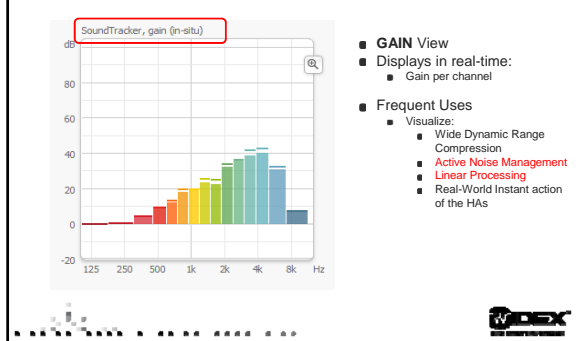 SoundTracker, gain (in-situ)
dB
80
60
40
20
0
-20
125 250 500 1k 2k 4k 8k Hz
GAIN View
Displays in real-time:
Gain per channel
Frequent Uses
Visualize:
Wide Dynamic Range
Compression
Active Noise Management
Linear Processing
Real-World Instant action
of the HAs
WIDEX